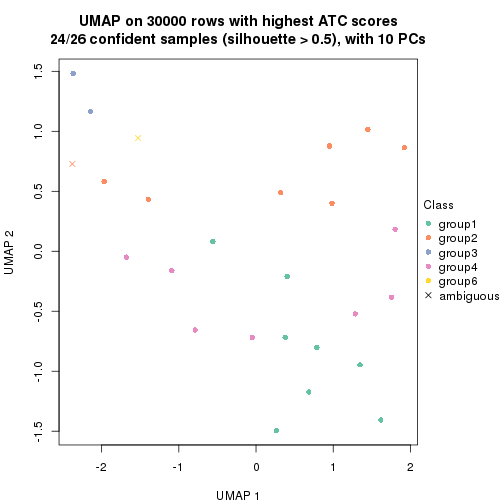 UMAP on 30000 rows with highest ATC scores
24/26 confident samples (silhouette > 0.5), with 10 PCs
1.5
1.0
0.5
0.0
-0.5
-1.0
-1.5
UMAP 2
-2
-1
0
1
2
UMAP 1
Class
group1
group2
group3
group4
group6
ambiguous